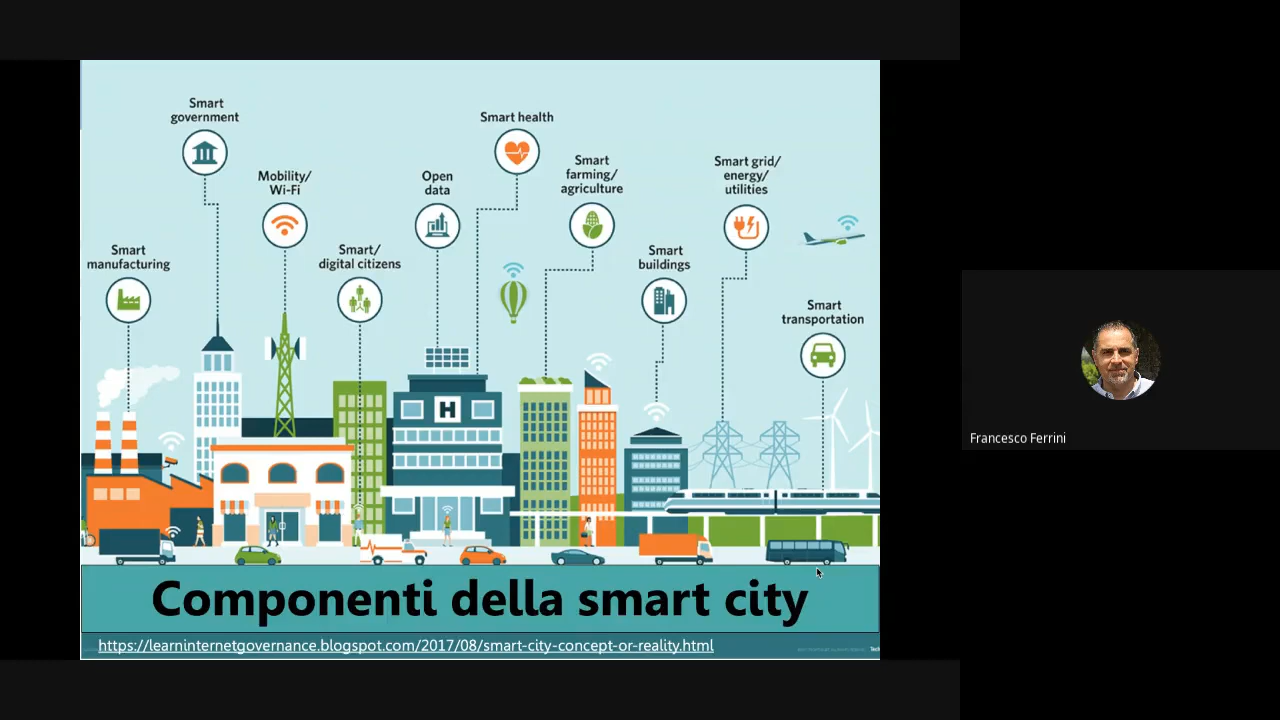 Smart
government
Smart health
Mobility/
Wi-Fi
Open
data
Smart
farming/
agriculture
Smart grid/
energy/
utilities
Smart
manufacturing
Smart/
digital citizens
Smart
buildings
Smart
transportation
H
Componenti della smart city
https://learninternetgovernance.blogspot.com/2017/08/smart-city-concept-or-reality.html
Francesco Ferrini